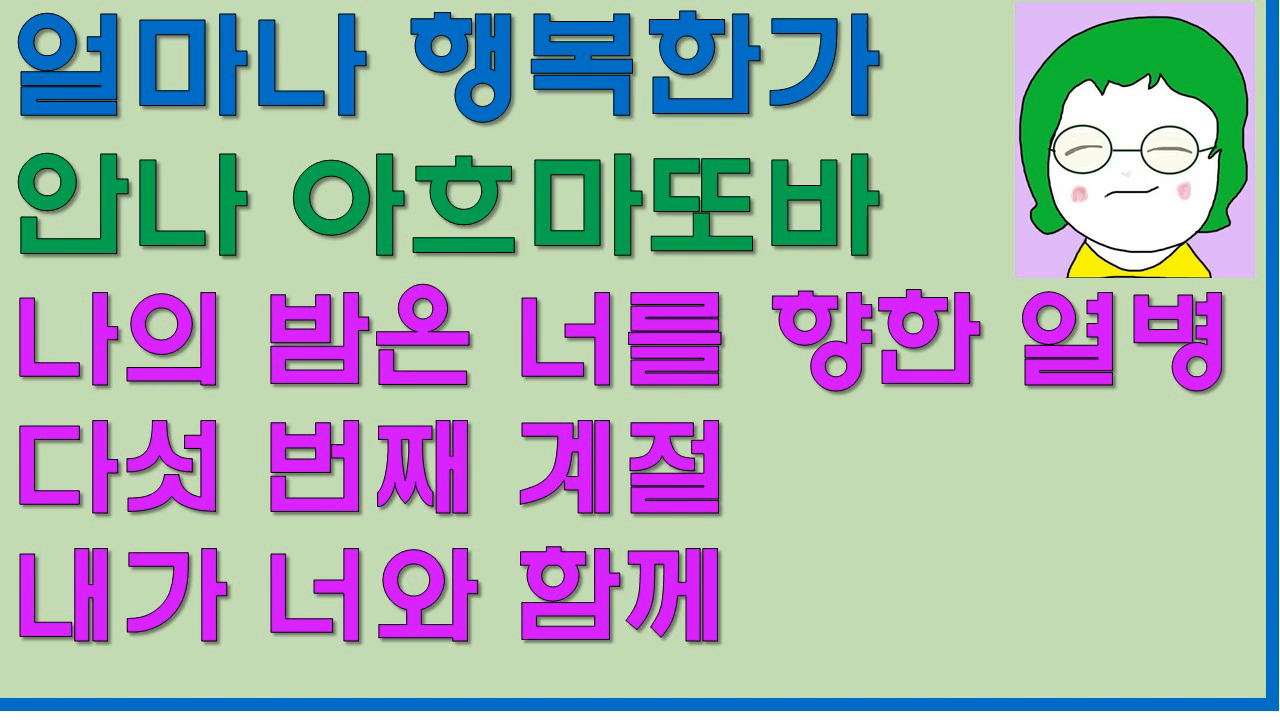 얼마나 행복한가
안나 아흐마또바
나의 밤은 너를 향한 열병
다섯 번째 계절
내가 너와 함께